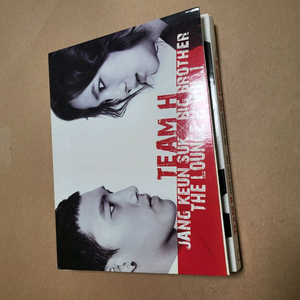 TEAM H
JANG KEUN SUK × BIG BROTHER
THE LOUNGE H